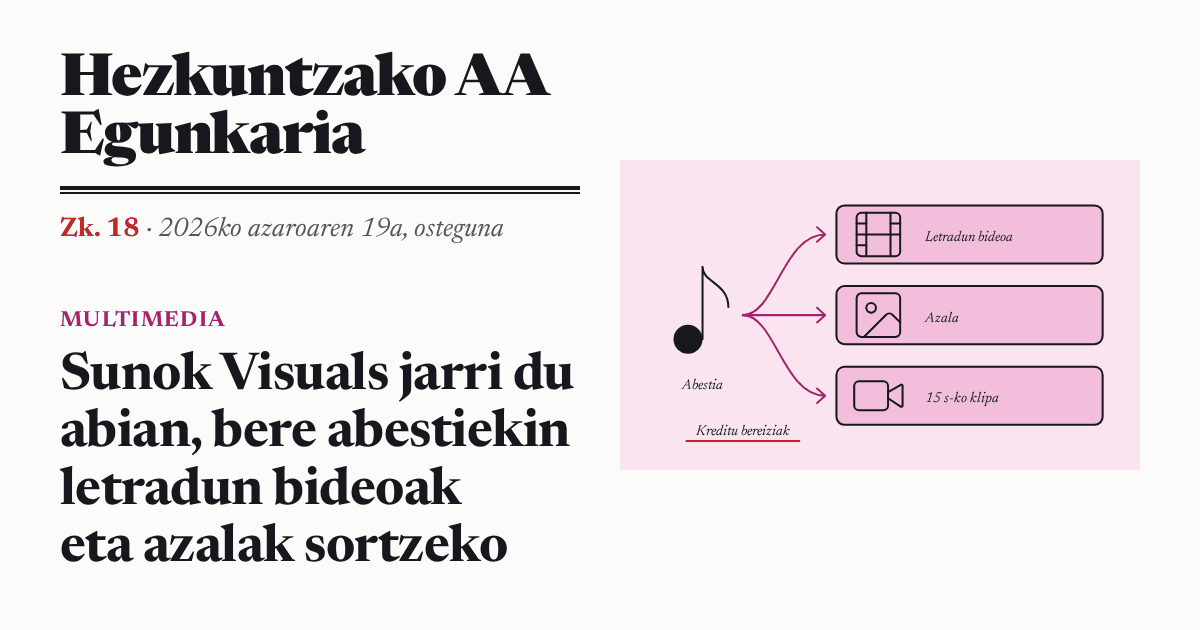 Hezkuntzako AA
Egunkaria
Zk. 18 · 2026ko azaroaren 19a, osteguna
MULTIMEDIA
Sunok Visuals jarri du
abian, bere abestiekin
letradun bideoak
eta azalak sortzeko
Letradun bideoa
Azala
15 s-ko klipa
Abestia
Kreditu bereiziak